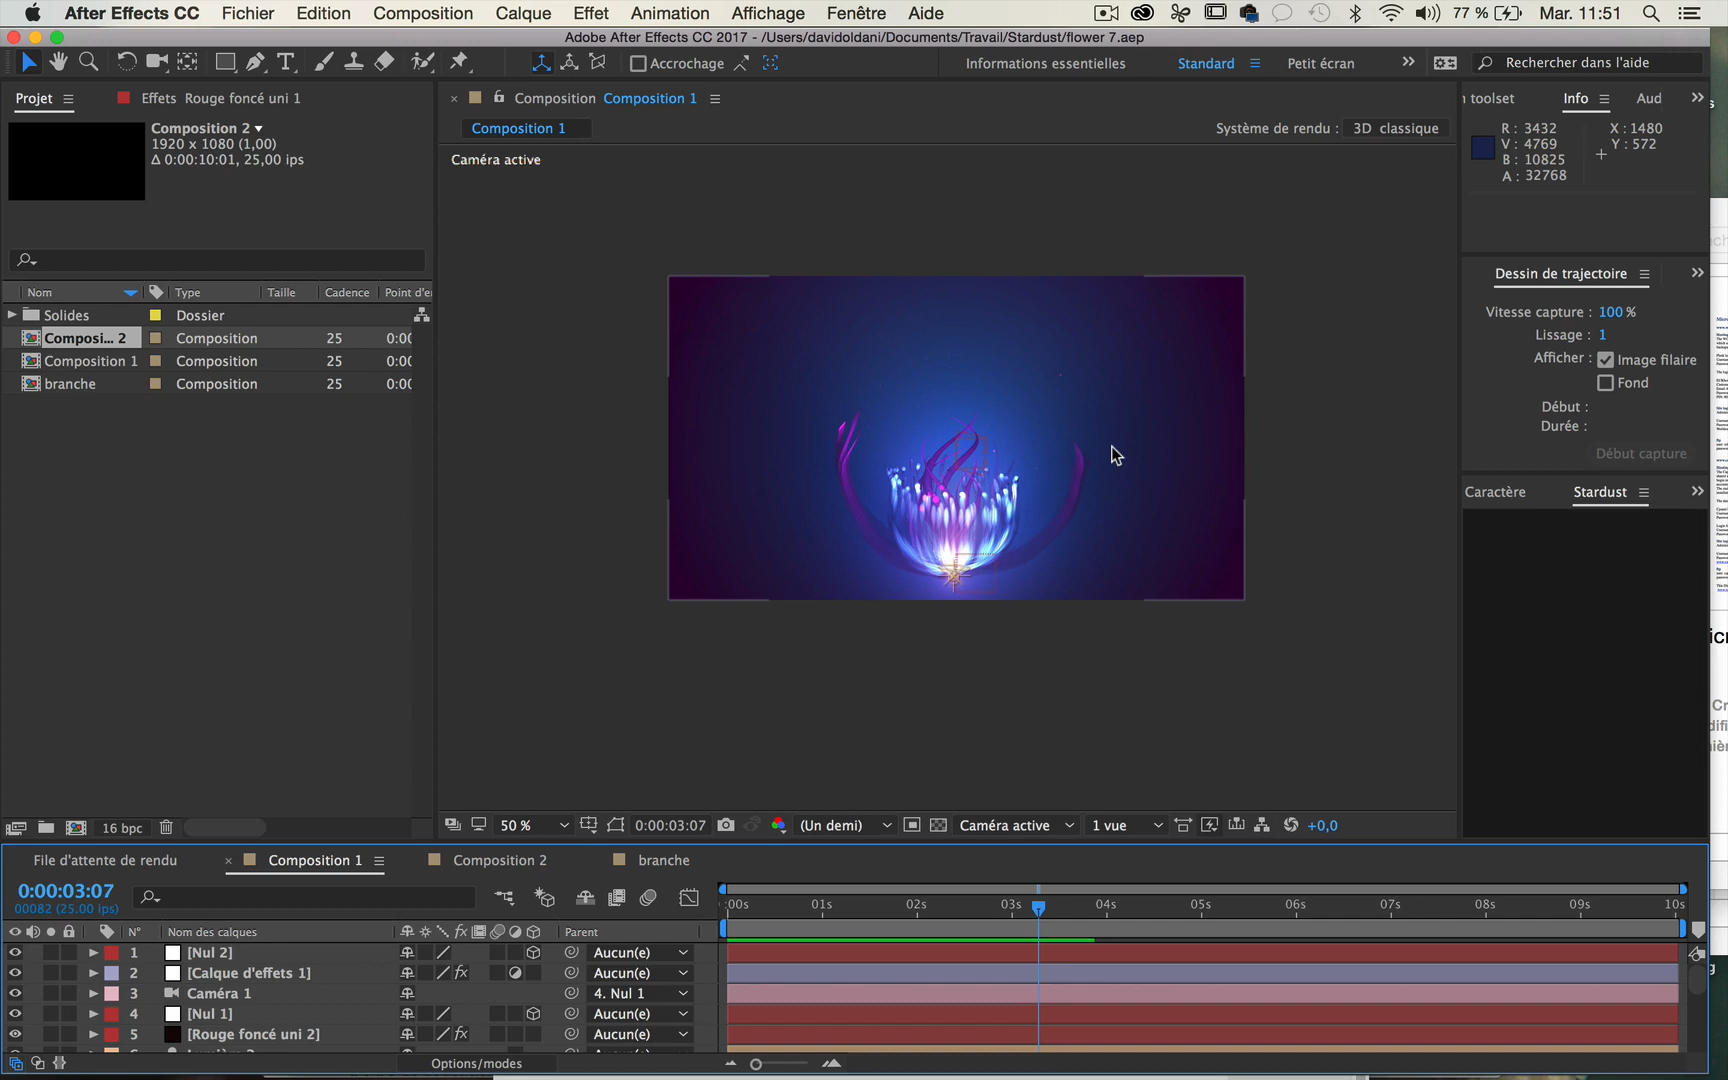 After Effects CC Fichier Edition Composition Calque Effet Animation Affichage Fenêtre Aide 77 % Mar. 11:51
Adobe After Effects CC 2017 - /Users/davidoldani/Documents/Travail/Stardust/flower 7.aep
Accrochage Informations essentielles Standard Petit écran Rechercher dans l'aide
Projet Effets Rouge foncé uni 1
Composition 2
1920 x 1080 (1,00)
Δ 0:00:10:01, 25,00 ips
Nom Type Taille Cadence Point d'e
Solides Dossier
Composi... 2 Composition 25 0:00
Composition 1 Composition 25 0:00
branche Composition 25 0:00
16 bpc
Composition Composition 1
Composition 1 Système de rendu : 3D classique
Caméra active
50 % 0:00:03:07 (Un demi) Caméra active 1 vue +0,0
n toolset Info Aud
R : 3432 X : 1480
V : 4769 Y : 572
B : 10825
A : 32768
Dessin de trajectoire
Vitesse capture : 100 %
Lissage : 1
Afficher : Image filaire
Fond
Début :
Durée :
Début capture
Caractère Stardust
File d'attente de rendu Composition 1 Composition 2 branche
0:00:03:07
00082 (25.00 ips)
:00s 01s 02s 03s 04s 05s 06s 07s 08s 09s 10s
N° Nom des calques Parent
1 [Nul 2] Aucun(e)
2 [Calque d'effets 1] fx Aucun(e)
3 Caméra 1 4. Nul 1
4 [Nul 1] Aucun(e)
5 [Rouge foncé uni 2] fx Aucun(e)
Options/modes